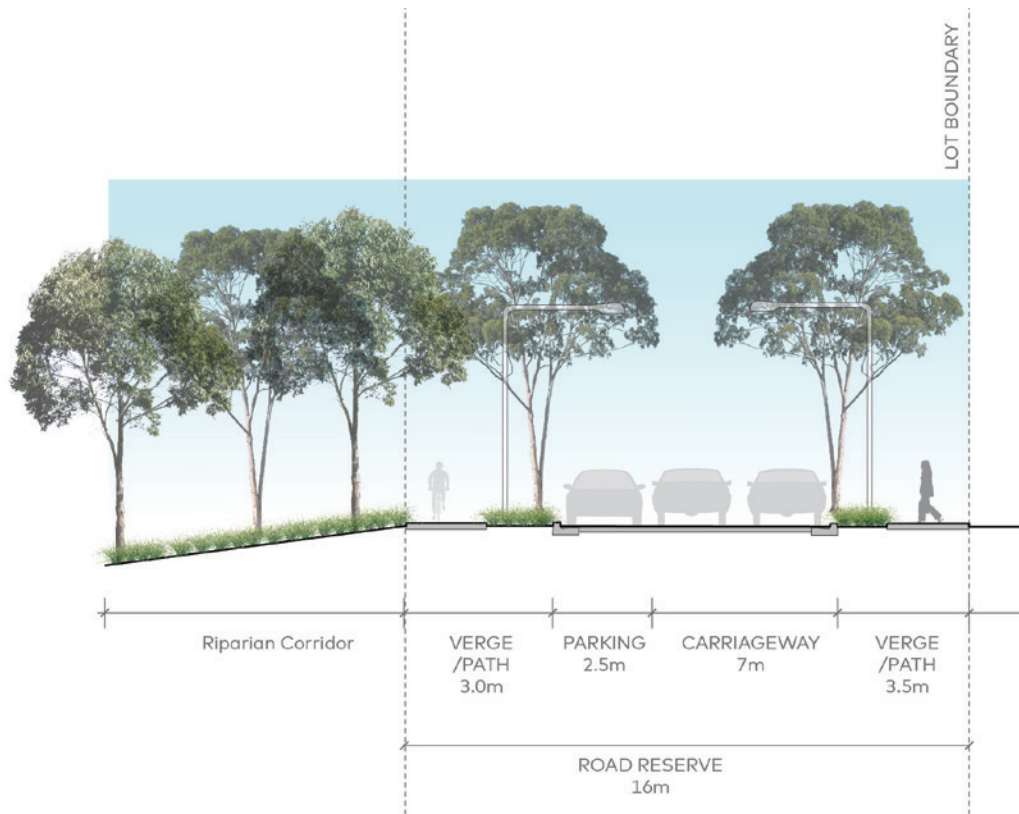 LOT BOUNDARY
Riparian Corridor
VERGE
/PATH
3.0m
PARKING
2.5m
CARRIAGEWAY
7m
VERGE
/PATH
3.5m
ROAD RESERVE
16m